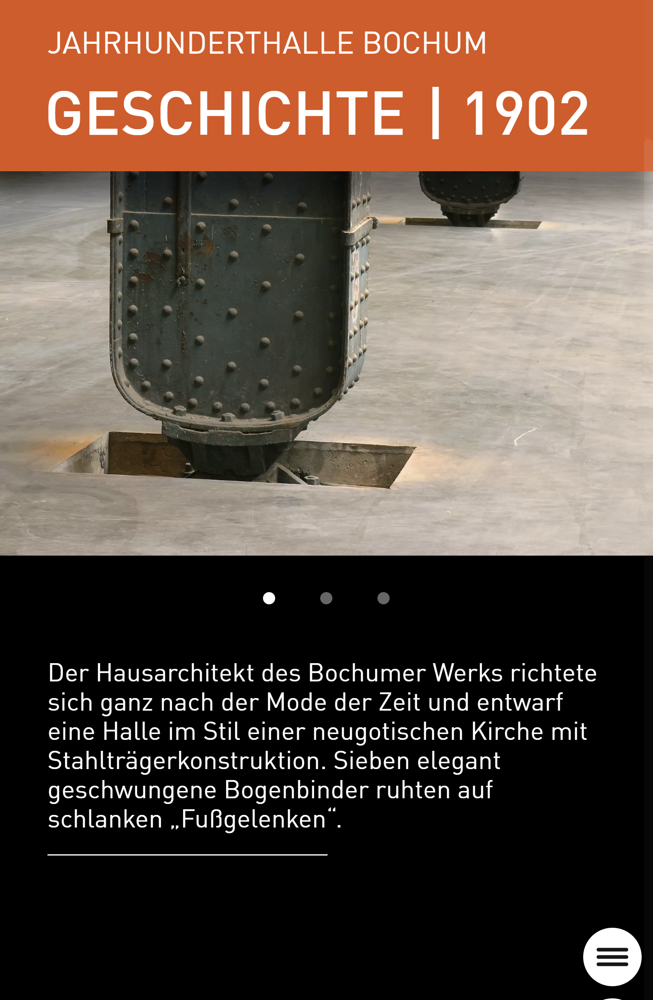 JAHRHUNDERTHALLE BOCHUM
GESCHICHTE | 1902
Der Hausarchitekt des Bochumer Werks richtete
sich ganz nach der Mode der Zeit und entwarf
eine Halle im Stil einer neugotischen Kirche mit
Stahlträgerkonstruktion. Sieben elegant
geschwungene Bogenbinder ruhten auf
schlanken „Fußgelenken“.